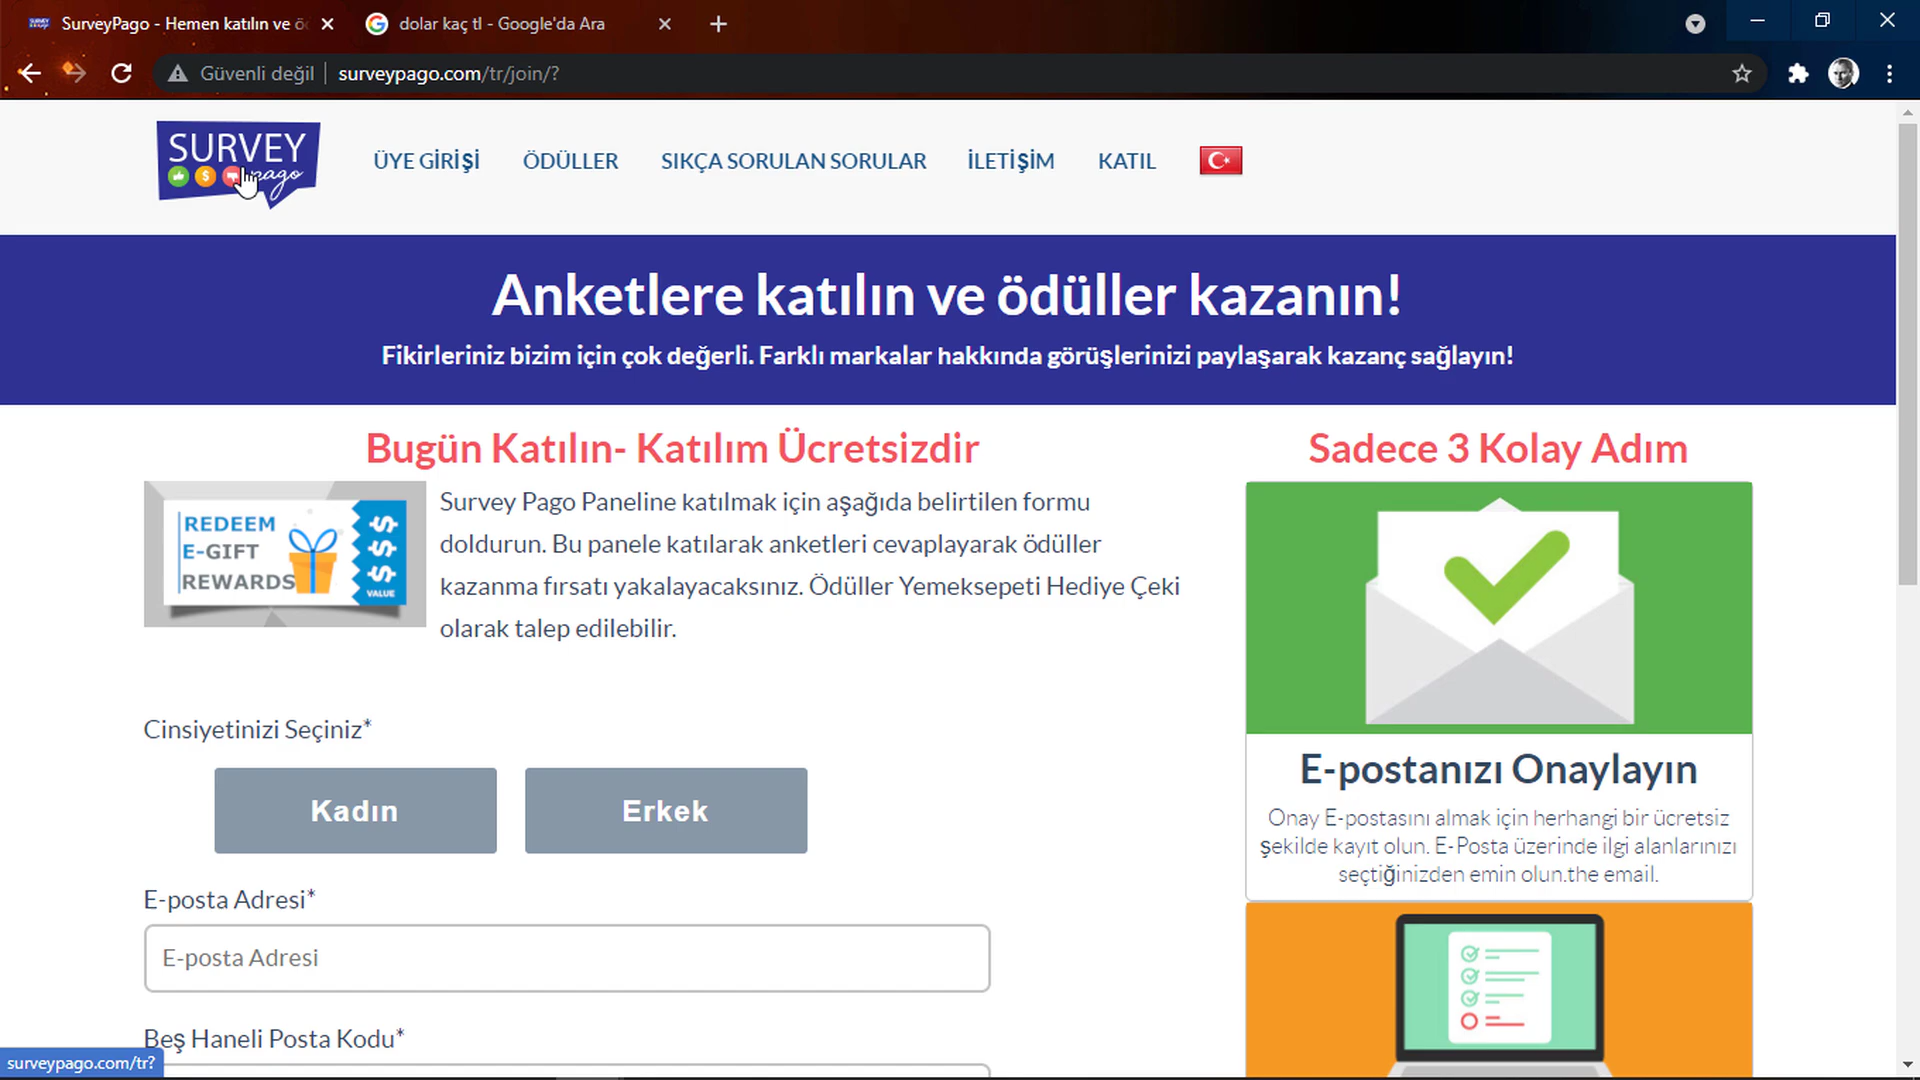 SurveyPago - Hemen katılın ve öd
dolar kaç tl - Google'da Ara
Güvenli değil
surveypago.com/tr/join/?
SURVEY
pago
ÜYE GİRİŞİ
ÖDÜLLER
SIKÇA SORULAN SORULAR
İLETİŞİM
KATIL
Anketlere katılın ve ödüller kazanın!
Fikirleriniz bizim için çok değerli. Farklı markalar hakkında görüşlerinizi paylaşarak kazanç sağlayın!
Bugün Katılın- Katılım Ücretsizdir
REDEEM
E-GIFT
REWARDS
$
$
$
VALUE
Survey Pago Paneline katılmak için aşağıda belirtilen formu
doldurun. Bu panele katılarak anketleri cevaplayarak ödüller
kazanma fırsatı yakalayacaksınız. Ödüller Yemeksepeti Hediye Çeki
olarak talep edilebilir.
Cinsiyetinizi Seçiniz*
Kadın
Erkek
E-posta Adresi*
E-posta Adresi
Beş Haneli Posta Kodu*
Sadece 3 Kolay Adım
E-postanızı Onaylayın
Onay E-postasını almak için herhangi bir ücretsiz
şekilde kayıt olun. E-Posta üzerinde ilgi alanlarınızı
seçtiğinizden emin olun.the email.
surveypago.com/tr?